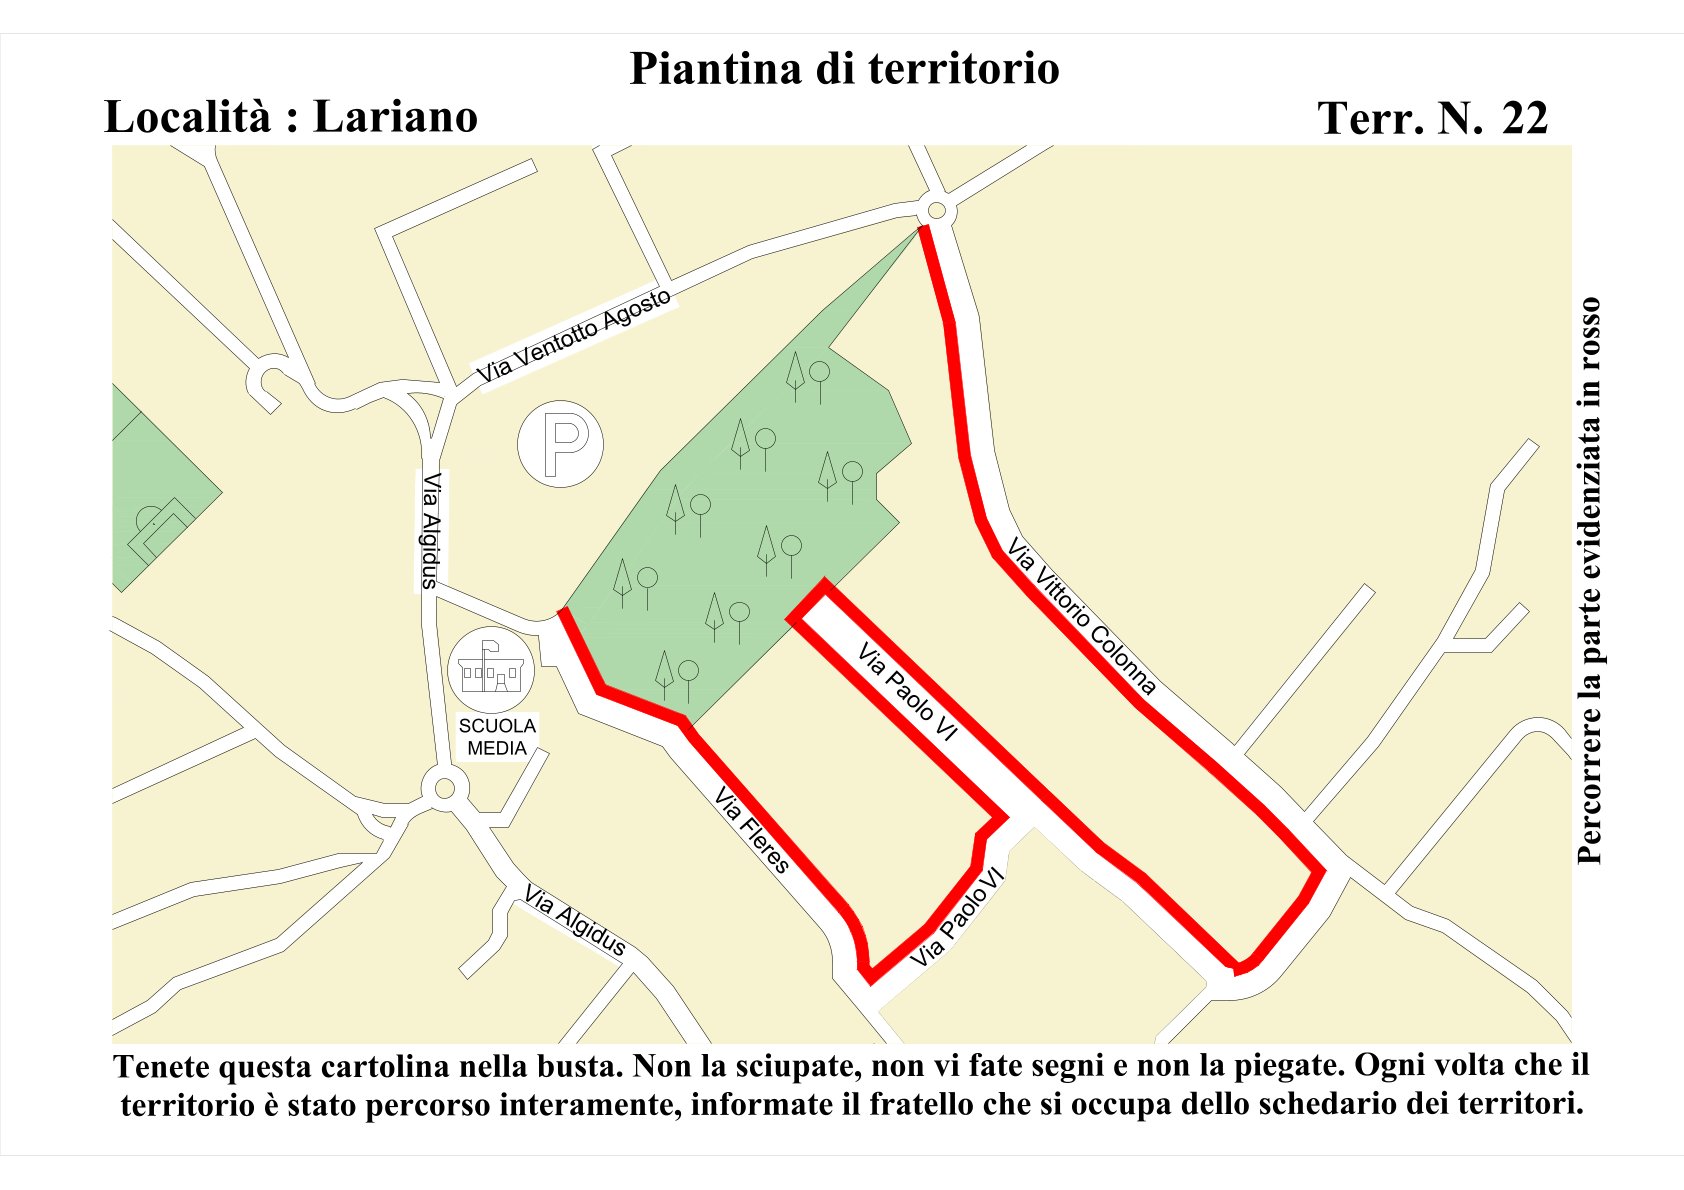 Piantina di territorio
Località : Lariano
Terr. N. 22
Via Ventotto Agosto
P
Via Algidus
SCUOLA
MEDIA
Via Vittorio Colonna
Via Paolo VI
Via Fleres
Via Paolo VI
Via Algidus
Percorrere la parte evidenziata in rosso
Tenete questa cartolina nella busta. Non la sciupate, non vi fate segni e non la piegate. Ogni volta che il
territorio è stato percorso interamente, informate il fratello che si occupa dello schedario dei territori.